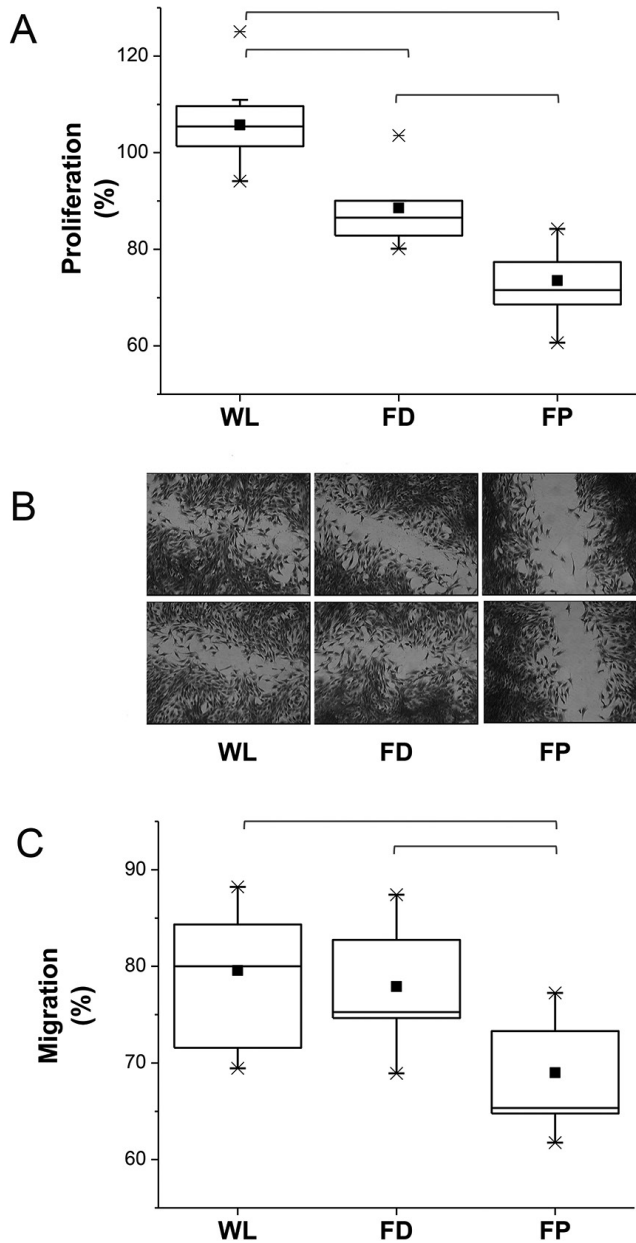 A
120
100
80
60
Proliferation
(%)
WL FD FP
B
WL FD FP
C
90
80
70
60
Migration
(%)
WL FD FP